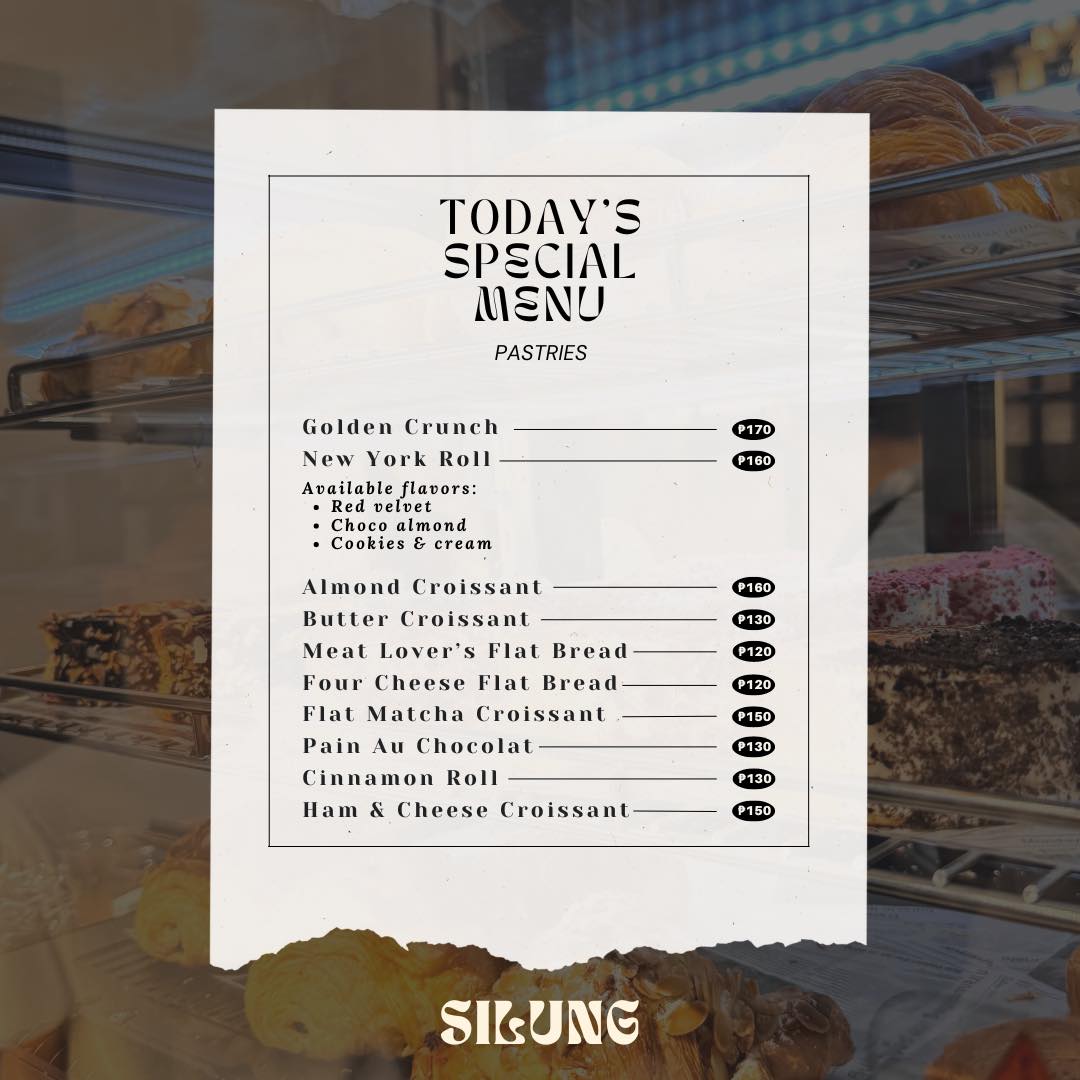 TODAY'S
SPECIAL
MENU
PASTRIES
Golden Crunch ₱170
New York Roll ₱160
Available flavors:
• Red velvet
• Choco almond
• Cookies & cream
Almond Croissant ₱160
Butter Croissant ₱130
Meat Lover's Flat Bread ₱120
Four Cheese Flat Bread ₱120
Flat Matcha Croissant ₱150
Pain Au Chocolat ₱130
Cinnamon Roll ₱130
Ham & Cheese Croissant ₱150
SILUNG